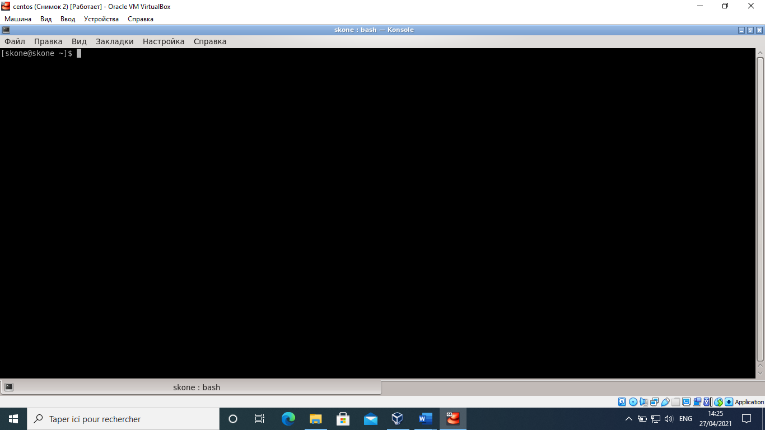 centos (Снимок 2) [Работает] - Oracle VM VirtualBox
Машина Вид Ввод Устройства Справка
skone : bash — Konsole
Файл Правка Вид Закладки Настройка Справка
[skone@skone ~]$
skone : bash
Application
Taper ici pour rechercher
ENG
14:25
27/04/2021